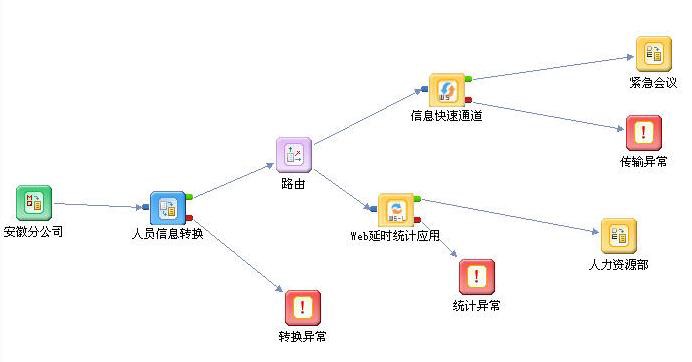 紧急会议
信息快速通道
传输异常
路由
安徽分公司
人员信息转换
Web延时统计应用
人力资源部
统计异常
转换异常